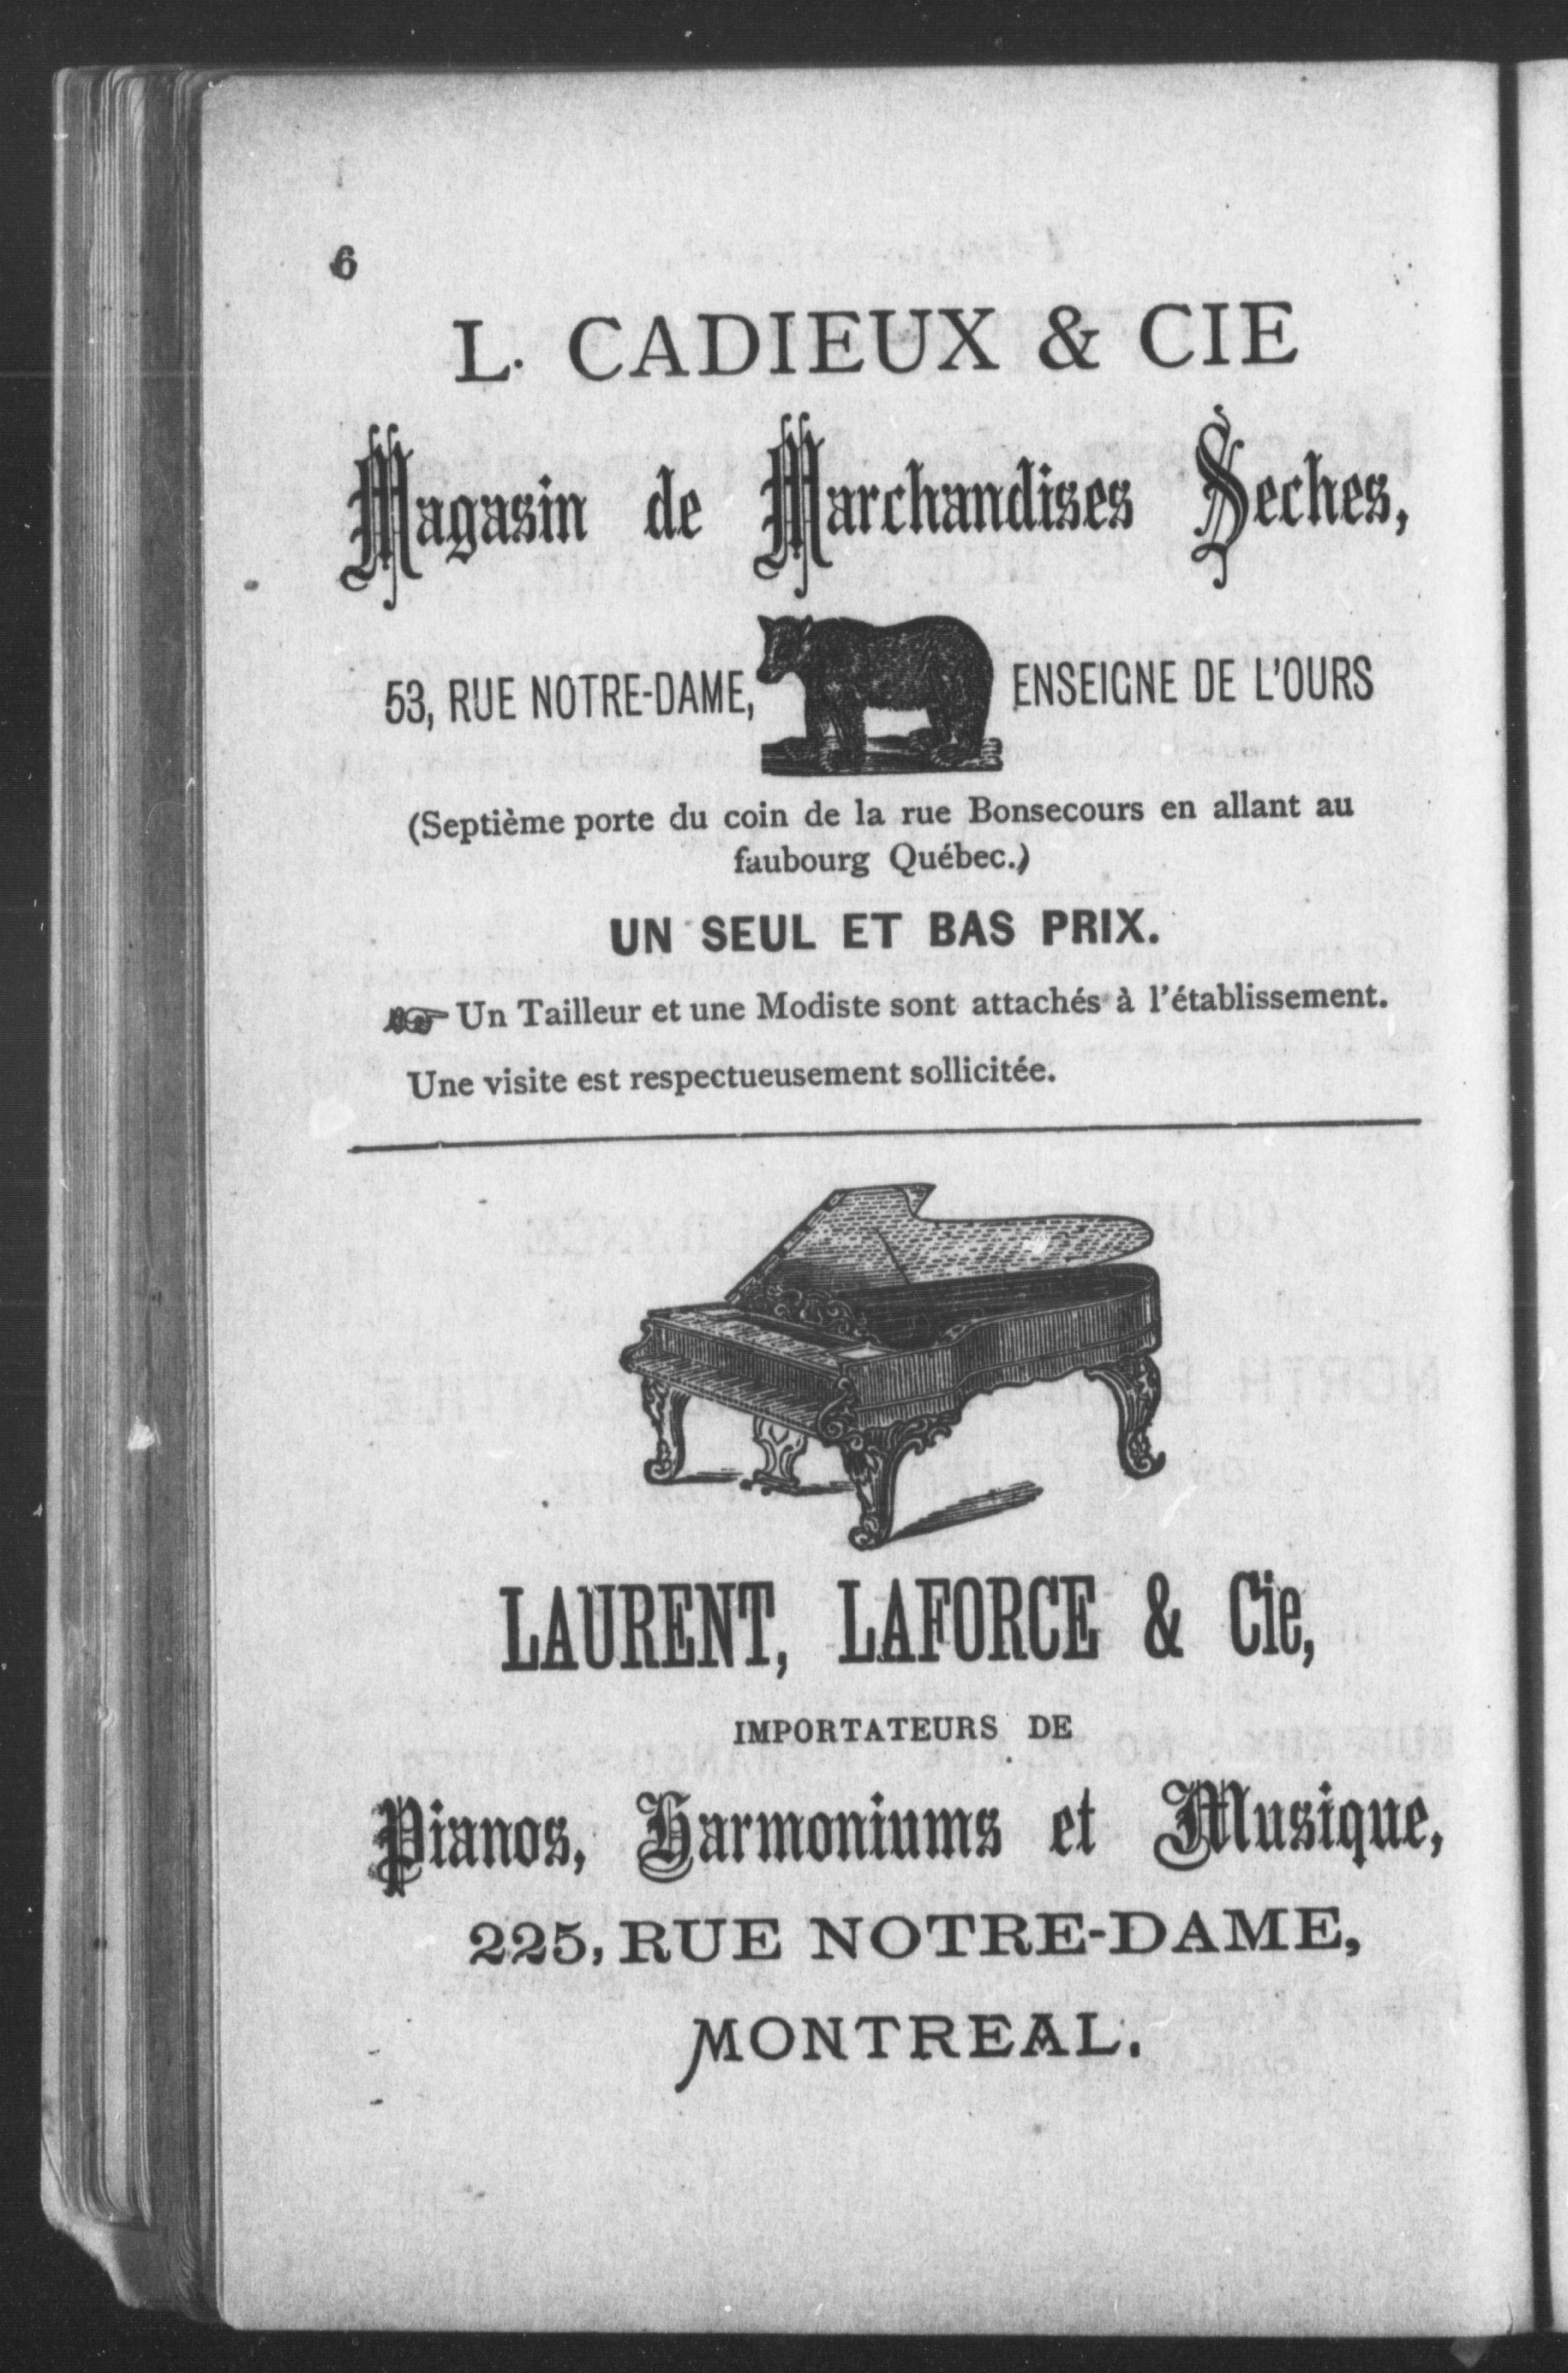 6
L. CADIEUX & CIE
Magasin de Marchandises Seches,
53, RUE NOTRE-DAME, ENSEIGNE DE L'OURS
(Septième porte du coin de la rue Bonsecours en allant au
faubourg Québec.)
UN SEUL ET BAS PRIX.
☞ Un Tailleur et une Modiste sont attachés à l'établissement.
Une visite est respectueusement sollicitée.
LAURENT, LAFORCE & Cie,
IMPORTATEURS DE
Pianos, Harmoniums et Musique,
225, RUE NOTRE-DAME,
MONTREAL.